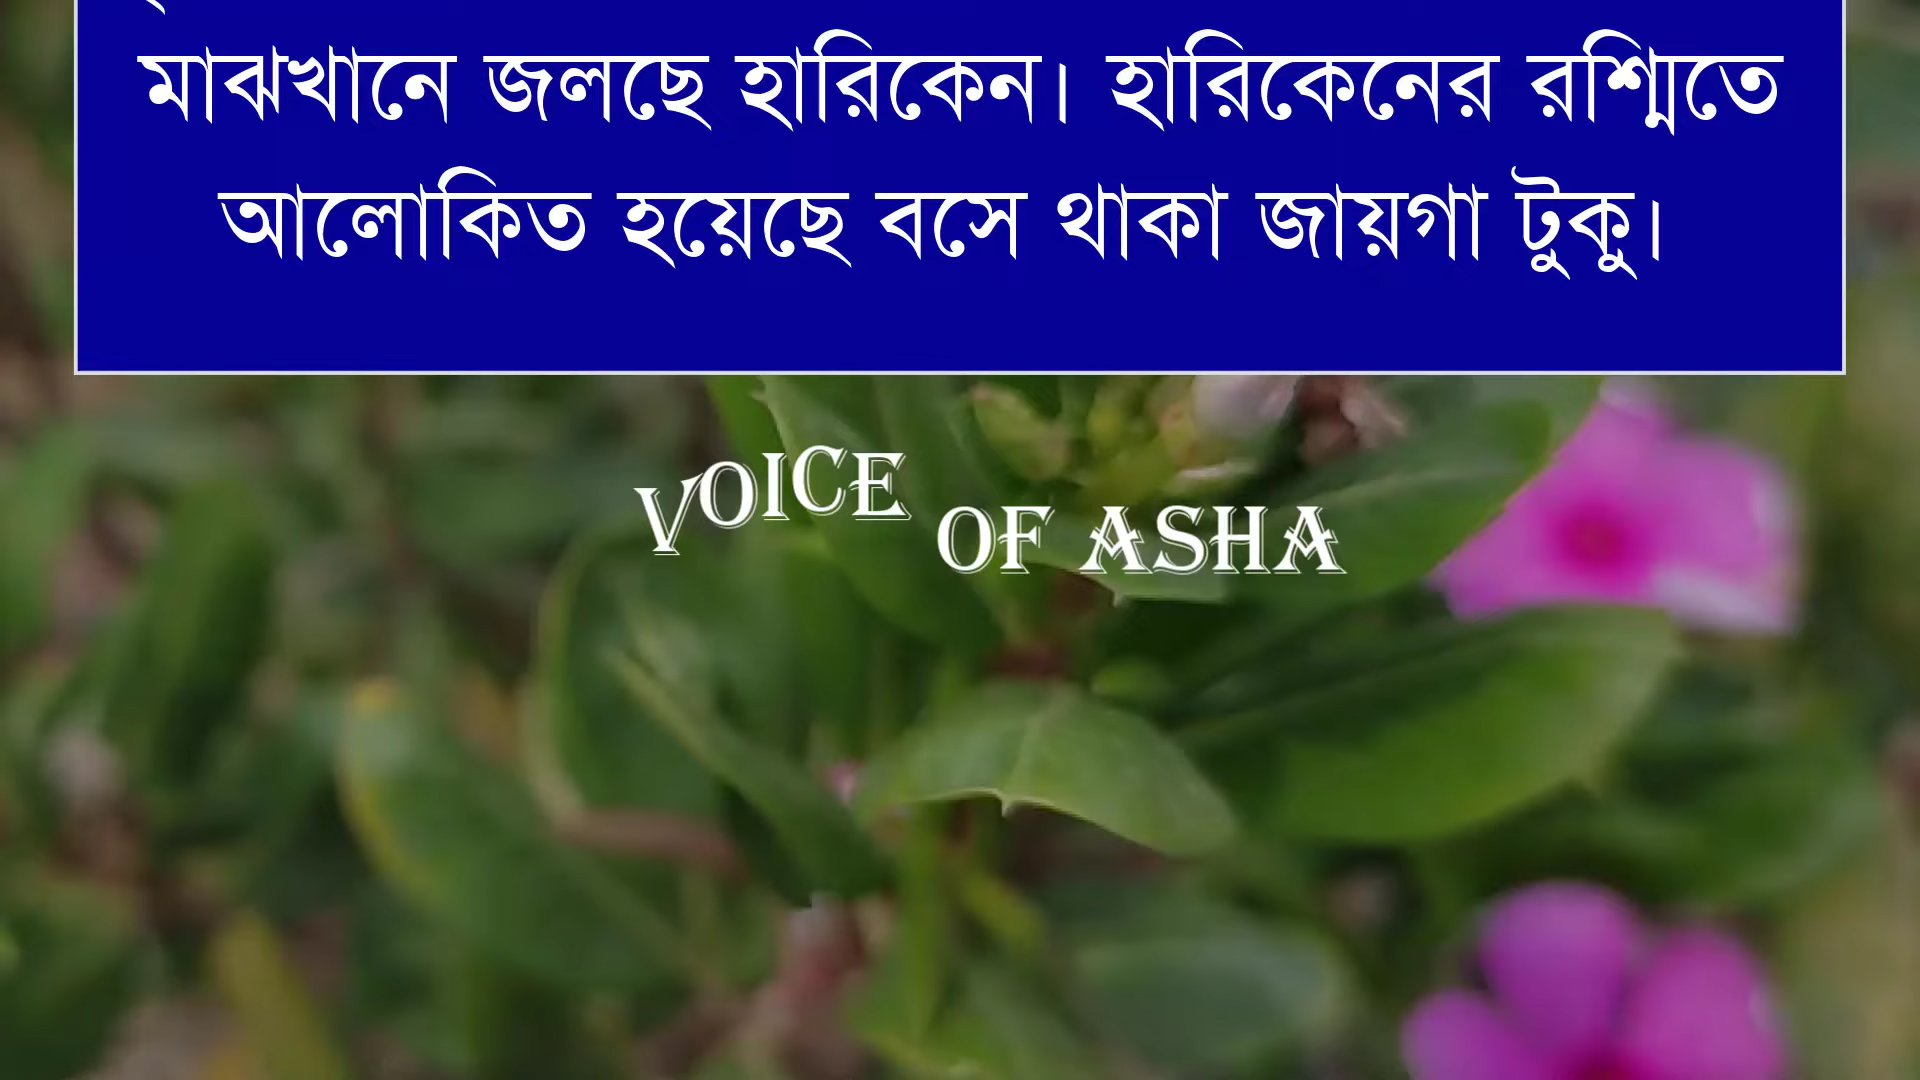 মাঝখানে জলছে হারিকেন। হারিকেনের রশ্মিতে
আলোকিত হয়েছে বসে থাকা জায়গা টুকু।
VOICE OF ASHA